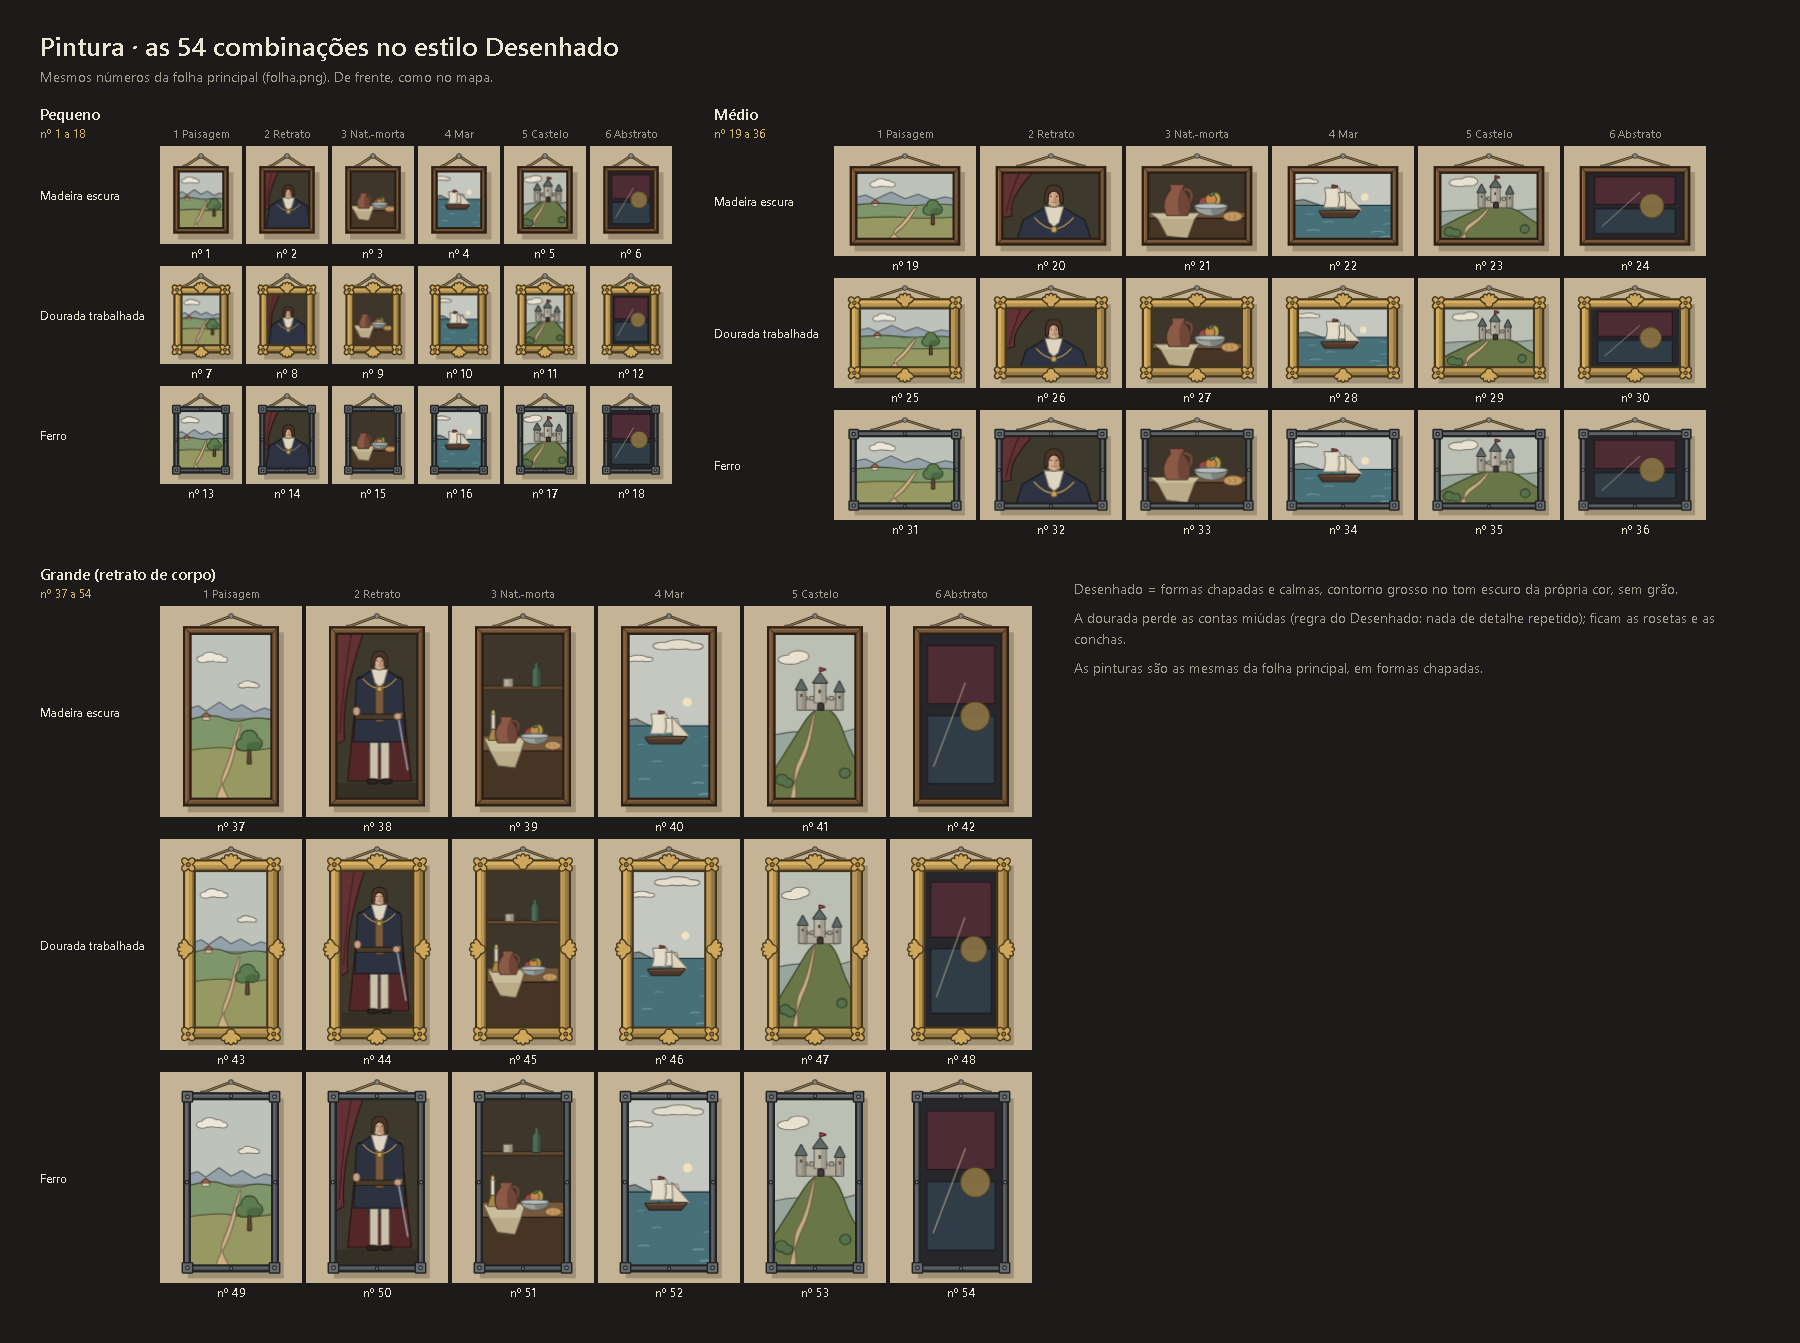 Pintura · as 54 combinações no estilo Desenhado
Mesmos números da folha principal (folha.png). De frente, como no mapa.
Pequeno
nº 1 a 18
1 Paisagem 2 Retrato 3 Nat.-morta 4 Mar 5 Castelo 6 Abstrato
Madeira escura
nº 1 nº 2 nº 3 nº 4 nº 5 nº 6
Dourada trabalhada
nº 7 nº 8 nº 9 nº 10 nº 11 nº 12
Ferro
nº 13 nº 14 nº 15 nº 16 nº 17 nº 18
Médio
nº 19 a 36
1 Paisagem 2 Retrato 3 Nat.-morta 4 Mar 5 Castelo 6 Abstrato
Madeira escura
nº 19 nº 20 nº 21 nº 22 nº 23 nº 24
Dourada trabalhada
nº 25 nº 26 nº 27 nº 28 nº 29 nº 30
Ferro
nº 31 nº 32 nº 33 nº 34 nº 35 nº 36
Grande (retrato de corpo)
nº 37 a 54
1 Paisagem 2 Retrato 3 Nat.-morta 4 Mar 5 Castelo 6 Abstrato
Madeira escura
nº 37 nº 38 nº 39 nº 40 nº 41 nº 42
Dourada trabalhada
nº 43 nº 44 nº 45 nº 46 nº 47 nº 48
Ferro
nº 49 nº 50 nº 51 nº 52 nº 53 nº 54
Desenhado = formas chapadas e calmas, contorno grosso no tom escuro da própria cor, sem grão.
A dourada perde as contas miúdas (regra do Desenhado: nada de detalhe repetido); ficam as rosetas e as
conchas.
As pinturas são as mesmas da folha principal, em formas chapadas.